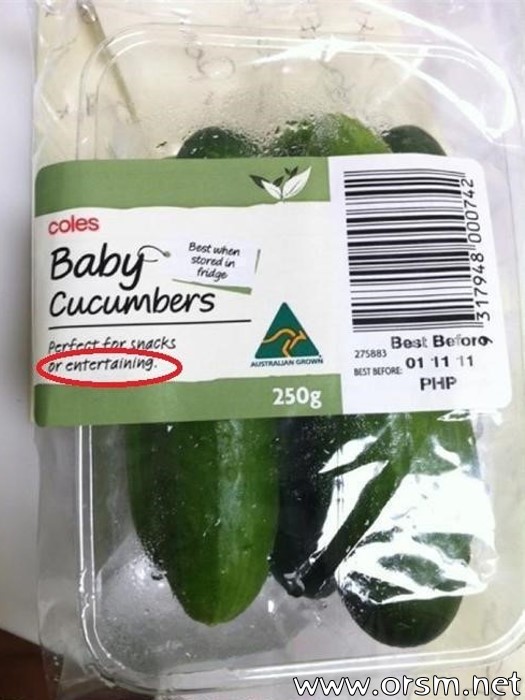 coles
Baby
Cucumbers
Best when
stored in
fridge
Perfect for snacks
or entertaining.
AUSTRALIAN GROWN
250g
9 317948 000742
275883
Best Before
BEST BEFORE: 01 11 11
PHP
www.orsm.net